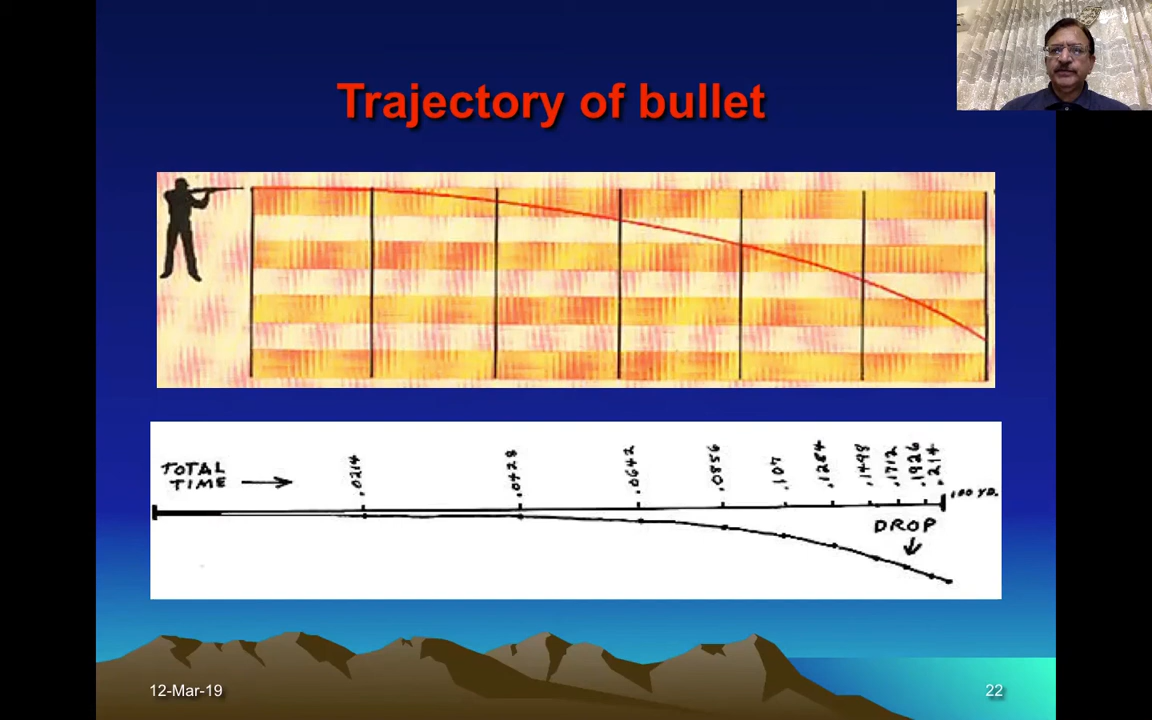 Trajectory of bullet
TOTAL
TIME
.0214
.0428
.0642
.0856
.107
.1284
.1498
.1712
.1926
.214
100 YD.
DROP
12-Mar-19
22